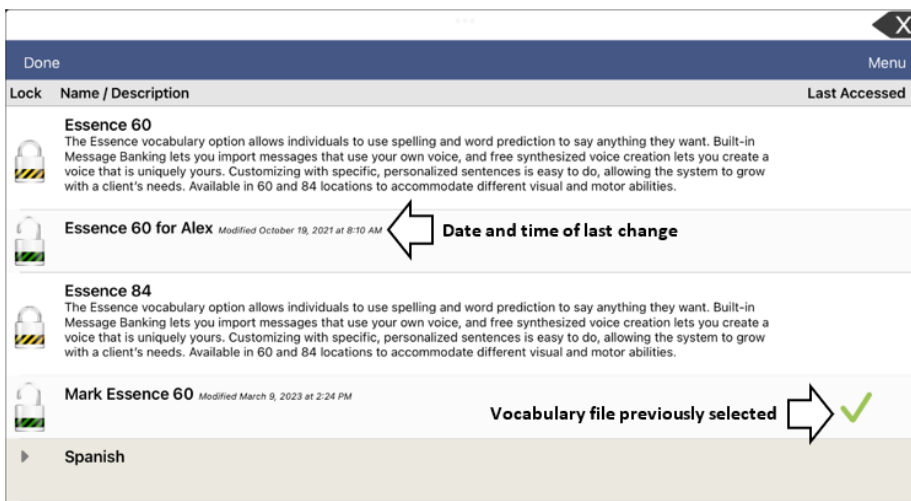 X
Done Menu
Lock Name / Description Last Accessed
Essence 60
The Essence vocabulary option allows individuals to use spelling and word prediction to say anything they want. Built-in
Message Banking lets you import messages that use your own voice, and free synthesized voice creation lets you create a
voice that is uniquely yours. Customizing with specific, personalized sentences is easy to do, allowing the system to grow
with a client's needs. Available in 60 and 84 locations to accommodate different visual and motor abilities.
Essence 60 for Alex Modified October 19, 2021 at 8:10 AM Date and time of last change
Essence 84
The Essence vocabulary option allows individuals to use spelling and word prediction to say anything they want. Built-in
Message Banking lets you import messages that use your own voice, and free synthesized voice creation lets you create a
voice that is uniquely yours. Customizing with specific, personalized sentences is easy to do, allowing the system to grow
with a client's needs. Available in 60 and 84 locations to accommodate different visual and motor abilities.
Mark Essence 60 Modified March 9, 2023 at 2:24 PM
Vocabulary file previously selected
Spanish